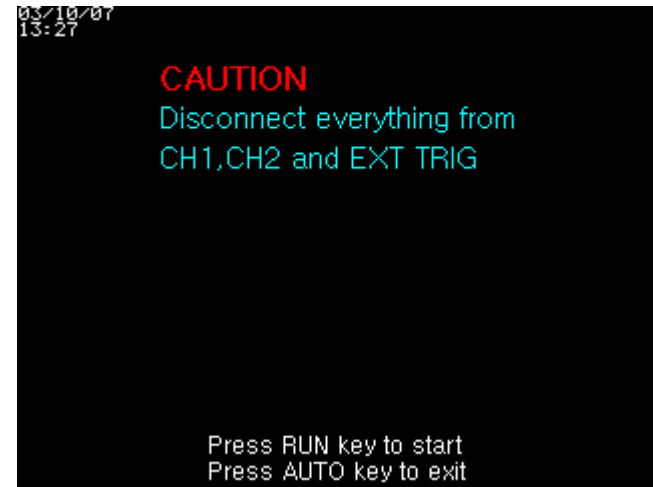 03/10/07
13:27
CAUTION
Disconnect everything from
CH1,CH2 and EXT TRIG
Press RUN key to start
Press AUTO key to exit